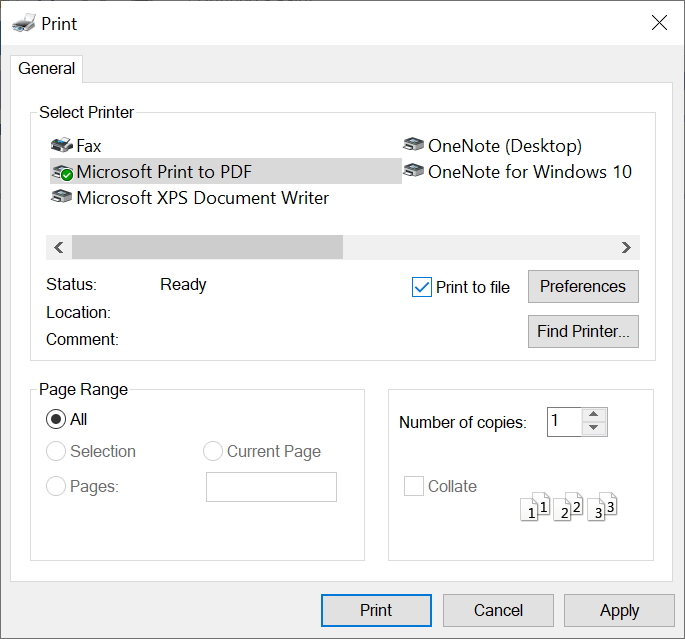 Print
General
Select Printer
Fax
OneNote (Desktop)
Microsoft Print to PDF
OneNote for Windows 10
Microsoft XPS Document Writer
Status: Ready
Print to file
Preferences
Location:
Comment:
Find Printer...
Page Range
All
Selection
Current Page
Pages:
Number of copies: 1
Collate
1 1 2 2 3 3
Print
Cancel
Apply